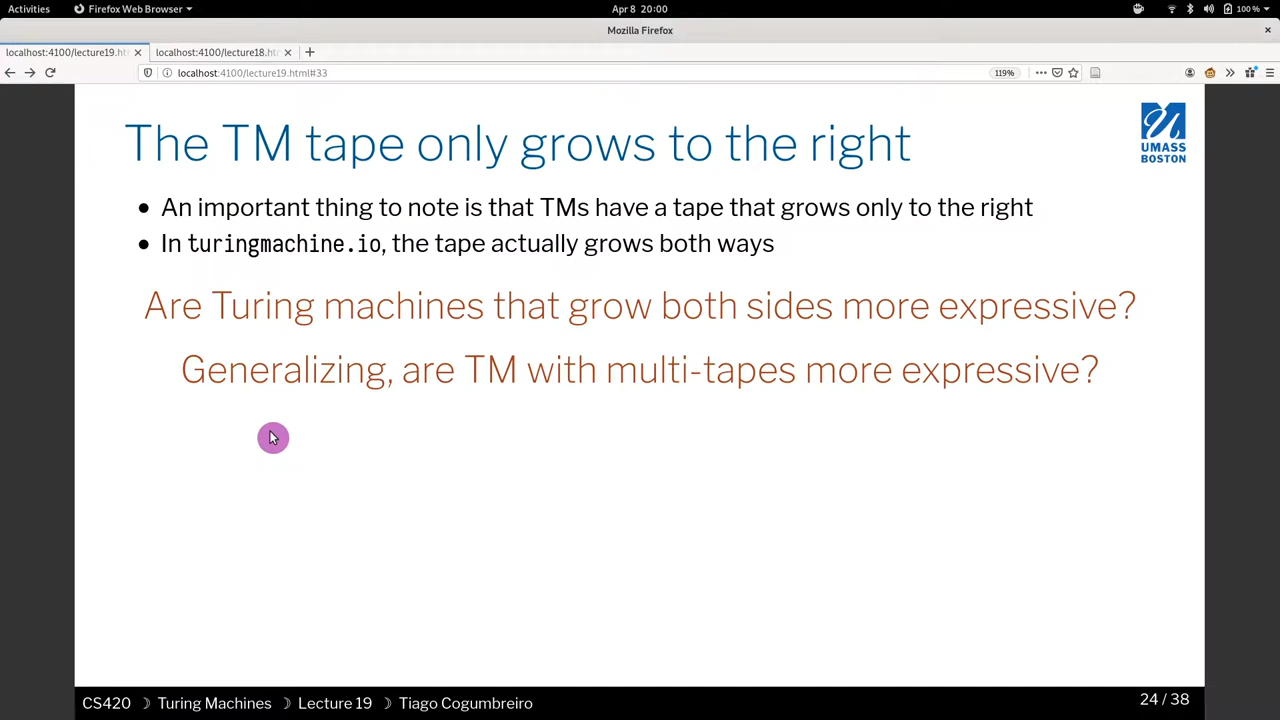 Activities Firefox Web Browser Apr 8 20:00 100 %
Mozilla Firefox
localhost:4100/lecture19.ht localhost:4100/lecture18.ht
localhost:4100/lecture19.html#33 119%
The TM tape only grows to the right
UMASS
BOSTON
• An important thing to note is that TMs have a tape that grows only to the right
• In turingmachine.io, the tape actually grows both ways
Are Turing machines that grow both sides more expressive?
Generalizing, are TM with multi-tapes more expressive?
CS420 ☽ Turing Machines ☽ Lecture 19 ☽ Tiago Cogumbreiro 24 / 38